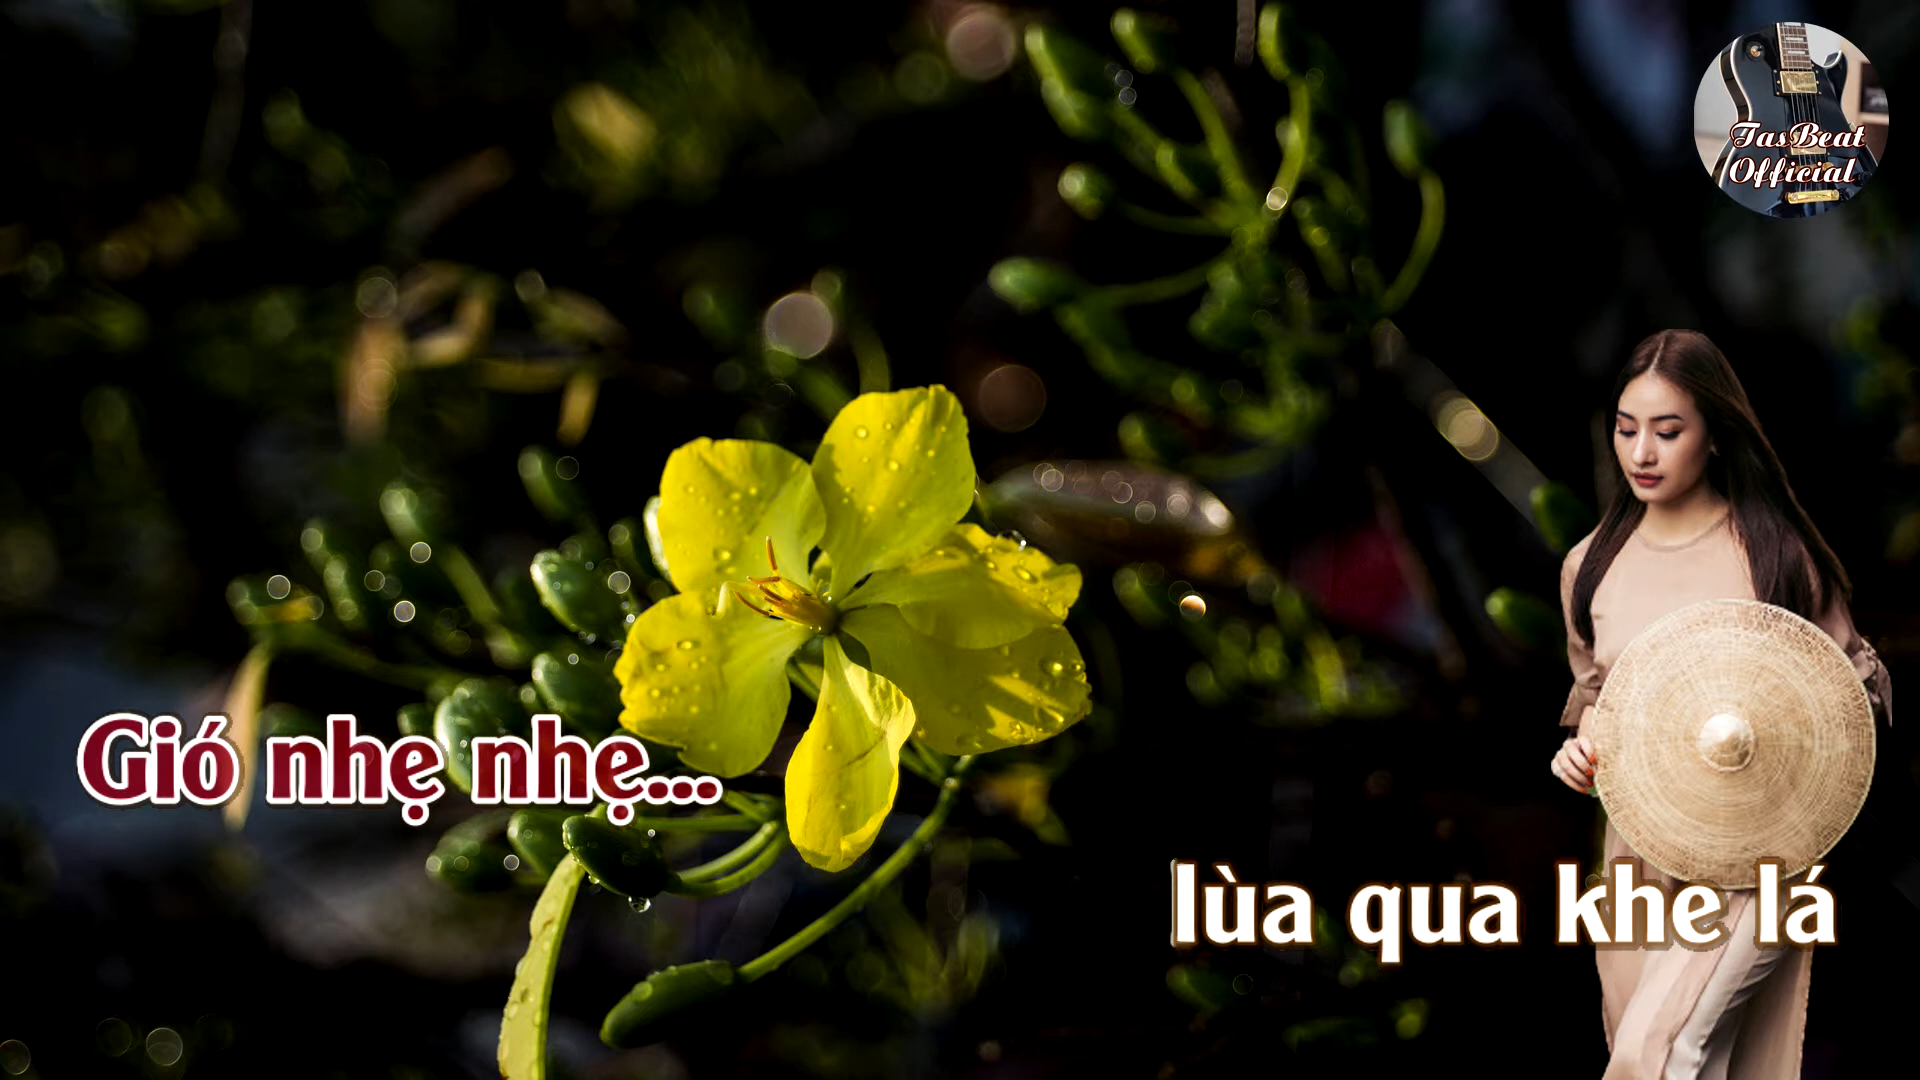 TasBeat
Official
Gió nhẹ nhẹ...
lùa qua khe lá